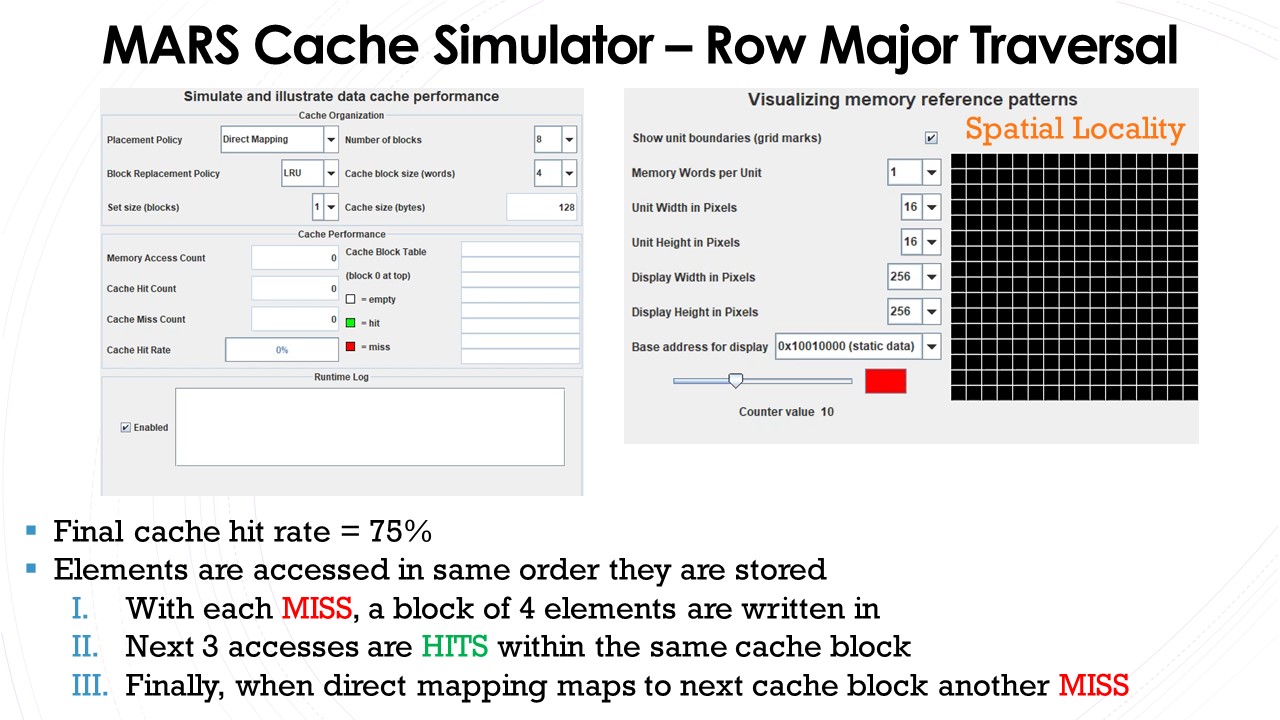 MARS Cache Simulator – Row Major Traversal
Simulate and illustrate data cache performance
Cache Organization
Placement Policy Direct Mapping Number of blocks 8
Block Replacement Policy LRU Cache block size (words) 4
Set size (blocks) 1 Cache size (bytes) 128
Cache Performance
Memory Access Count 0 Cache Block Table
(block 0 at top)
Cache Hit Count 0
= empty
Cache Miss Count 0
= hit
Cache Hit Rate 0%
= miss
Runtime Log
Enabled
Visualizing memory reference patterns
Spatial Locality
Show unit boundaries (grid marks)
Memory Words per Unit 1
Unit Width in Pixels 16
Unit Height in Pixels 16
Display Width in Pixels 256
Display Height in Pixels 256
Base address for display 0x10010000 (static data)
Counter value 10
▪ Final cache hit rate = 75%
▪ Elements are accessed in same order they are stored
I. With each MISS, a block of 4 elements are written in
II. Next 3 accesses are HITS within the same cache block
III. Finally, when direct mapping maps to next cache block another MISS